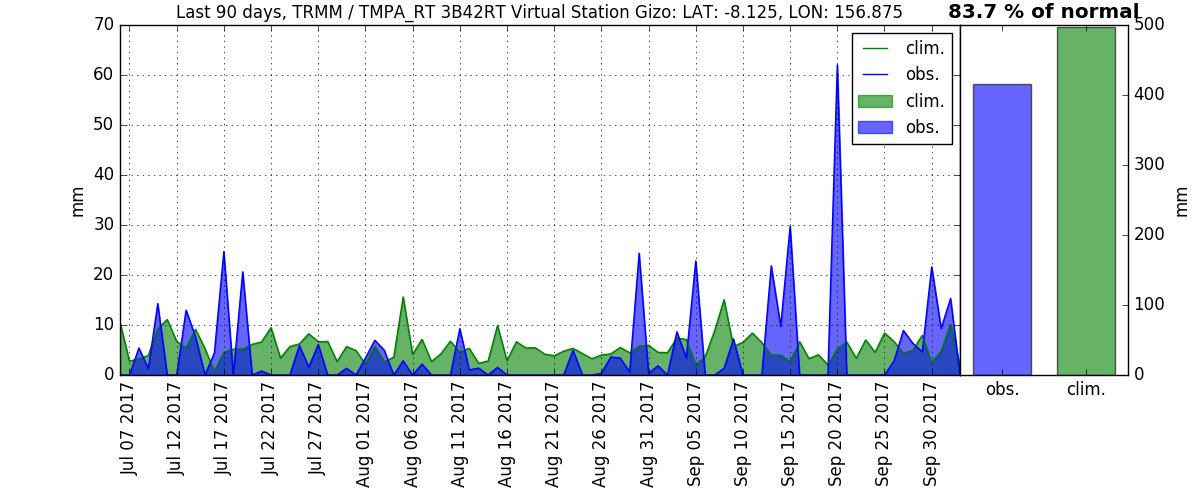 Last 90 days, TRMM / TMPA_RT 3B42RT Virtual Station Gizo: LAT: -8.125, LON: 156.875
83.7 % of normal
70
60
50
40
30
20
10
0
mm
clim.
obs.
clim.
obs.
Jul 07 2017
Jul 12 2017
Jul 17 2017
Jul 22 2017
Jul 27 2017
Aug 01 2017
Aug 06 2017
Aug 11 2017
Aug 16 2017
Aug 21 2017
Aug 26 2017
Aug 31 2017
Sep 05 2017
Sep 10 2017
Sep 15 2017
Sep 20 2017
Sep 25 2017
Sep 30 2017
obs.
clim.
500
400
300
200
100
0
mm